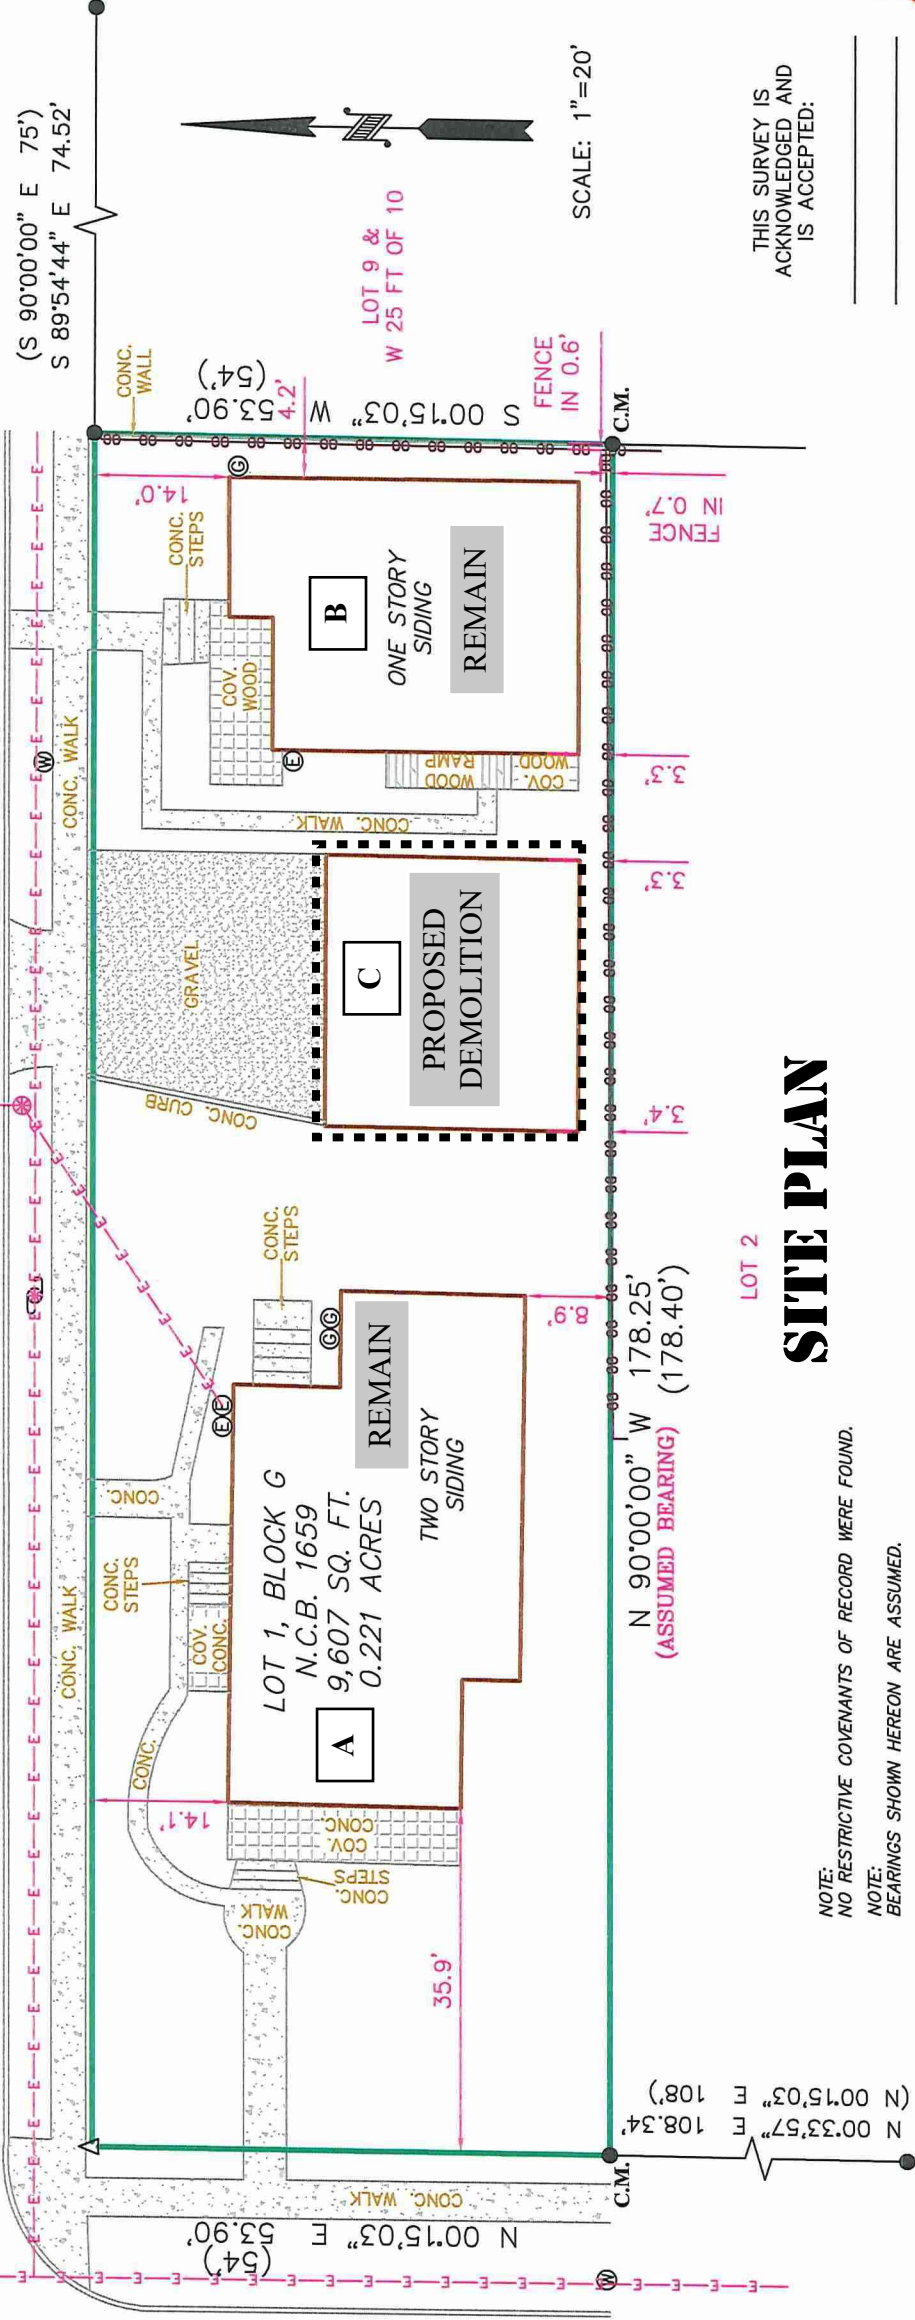 (S 90°00'00" E 75')
S 89°54'44" E 74.52'
CONC. WALK
CONC. WALK
CONC.
WALL
S 00°15'03" W 53.90'
(54')
4.2'
LOT 9 &
W 25 FT OF 10
FENCE
IN 0.6'
SCALE: 1"=20'
THIS SURVEY IS
ACKNOWLEDGED AND
IS ACCEPTED:
C.M.
FENCE
IN 0.7'
14.0'
G
CONC.
STEPS
COV.
WOOD
E
W
B
ONE STORY
SIDING
REMAIN
WOOD
RAMP
COV.
WOOD
CONC. WALK
3.3'
3.3'
3.4'
GRAVEL
CONC. CURB
C
PROPOSED
DEMOLITION
CONC.
STEPS
GG
EE
CONC.
CONC.
STEPS
COV.
CONC.
CONC.
LOT 1, BLOCK G
N.C.B. 1659
9,607 SQ. FT.
0.221 ACRES
A
REMAIN
TWO STORY
SIDING
8.9'
14.1'
COV.
CONC.
CONC.
STEPS
CONC.
WALK
35.9'
N 90°00'00" W 178.25'
(ASSUMED BEARING) (178.40')
LOT 2
SITE PLAN
CONC. WALK
N 00°15'03" E 53.90'
(54')
W
C.M.
N 00°33'57" E 108.34'
(N 00°15'03" E 108')
NOTE:
NO RESTRICTIVE COVENANTS OF RECORD WERE FOUND.
NOTE:
BEARINGS SHOWN HEREON ARE ASSUMED.